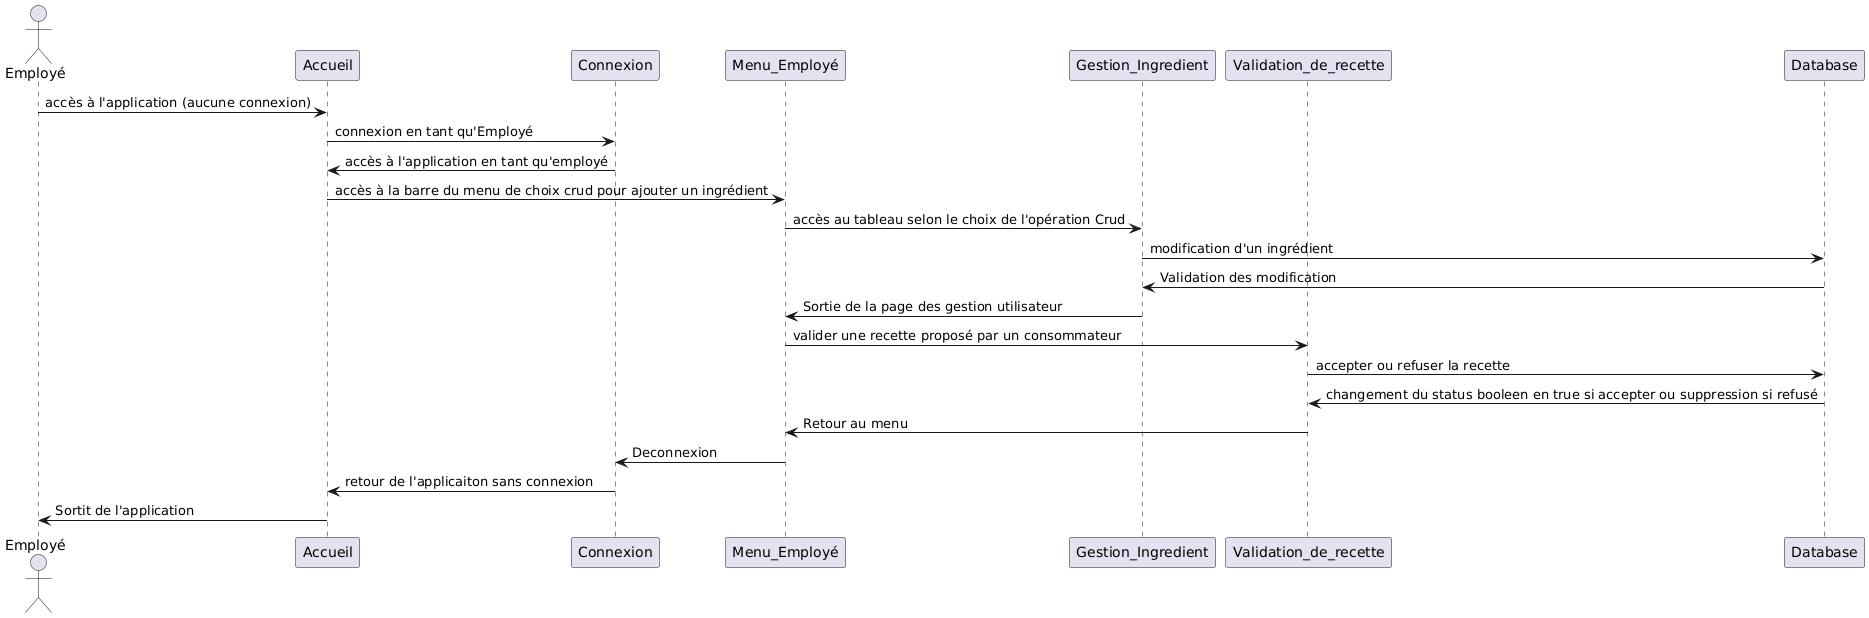 Employé
Accueil
Connexion
Menu_Employé
Gestion_Ingredient
Validation_de_recette
Database
accès à l'application (aucune connexion)
connexion en tant qu'Employé
accès à l'application en tant qu'employé
accès à la barre du menu de choix crud pour ajouter un ingrédient
accès au tableau selon le choix de l'opération Crud
modification d'un ingrédient
Validation des modification
Sortie de la page des gestion utilisateur
valider une recette proposé par un consommateur
accepter ou refuser la recette
changement du status booleen en true si accepter ou suppression si refusé
Retour au menu
Deconnexion
retour de l'applicaiton sans connexion
Sortit de l'application
Employé
Accueil
Connexion
Menu_Employé
Gestion_Ingredient
Validation_de_recette
Database